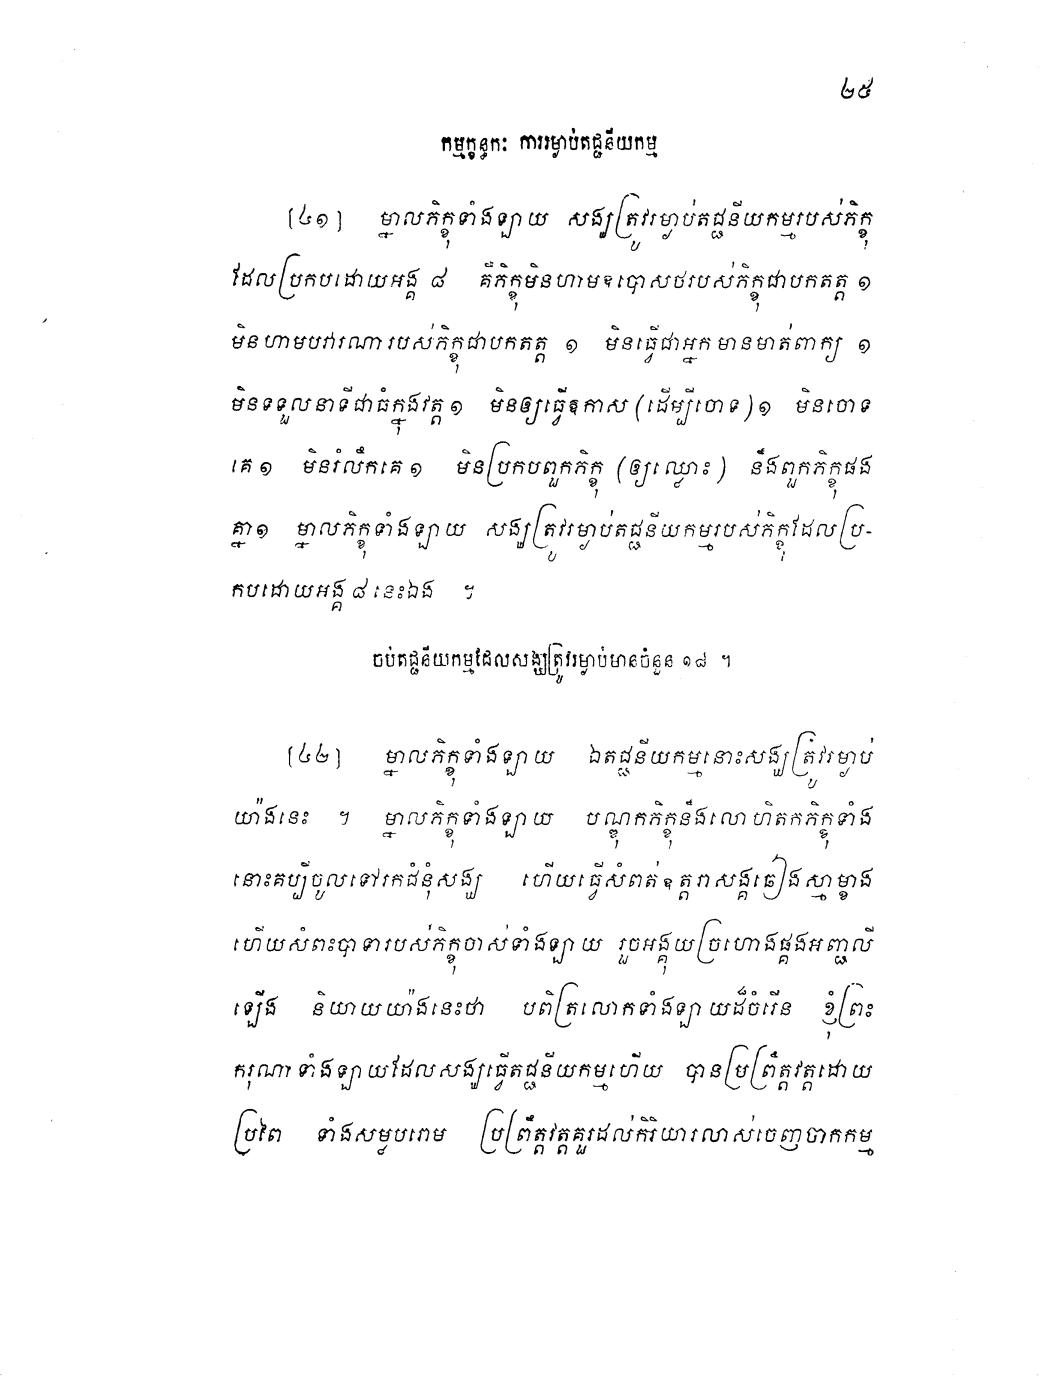 ២៥
កម្មក្ខន្ធកៈ ការរម្ងាប់តជ្ជនីយកម្ម
[៤១] ម្នាលភិក្ខុទាំងឡាយ សង្ឃត្រូវរម្ងាប់តជ្ជនីយកម្មរបស់ភិក្ខុ
ដែលប្រកបដោយអង្គ ៨ គឺភិក្ខុមិនហាមឧបោសថរបស់ភិក្ខុជាបកតត្ត ១
មិនហាមបវារណារបស់ភិក្ខុជាបកតត្ត ១ មិនធ្វើជាអ្នកមានមាត់ពាក្យ ១
មិនទទួលនាទីជាធំក្នុងវត្ត ១ មិនឲ្យធ្វើឱកាស (ដើម្បីចោទ) ១ មិនចោទ
គេ ១ មិនរំលឹកគេ ១ មិនប្រកបពួកភិក្ខុ (ឲ្យឈ្លោះ) នឹងពួកភិក្ខុផង
គ្នា ១ ម្នាលភិក្ខុទាំងឡាយ សង្ឃត្រូវរម្ងាប់តជ្ជនីយកម្មរបស់ភិក្ខុដែលប្រ-
កបដោយអង្គ ៨ នេះឯង ។
ចប់តជ្ជនីយកម្មដែលសង្ឃត្រូវរម្ងាប់មានចំនួន ១៨ ។
[៤២] ម្នាលភិក្ខុទាំងឡាយ ឯតជ្ជនីយកម្មនោះសង្ឃត្រូវរម្ងាប់
យ៉ាងនេះ ។ ម្នាលភិក្ខុទាំងឡាយ បណ្ឌុកភិក្ខុនឹងលោហិតកភិក្ខុទាំង
នោះគប្បីចូលទៅរកជំនុំសង្ឃ ហើយធ្វើសំពត់ឧត្តរាសង្គឆៀងស្មាម្ខាង
ហើយសំពះបាទារបស់ភិក្ខុចាស់ទាំងឡាយ រួចអង្គុយច្រហោងផ្គងអញ្ជលី
ឡើង និយាយយ៉ាងនេះថា បពិត្រលោកទាំងឡាយដ៏ចំរើន ខ្ញុំព្រះ
ករុណាទាំងឡាយដែលសង្ឃធ្វើតជ្ជនីយកម្មហើយ បានប្រព្រឹត្តវត្តដោយ
ប្រពៃ ទាំងសម្ងបរោម ប្រព្រឹត្តវត្តគួរដល់កិរិយារលាស់ចេញចាកកម្ម